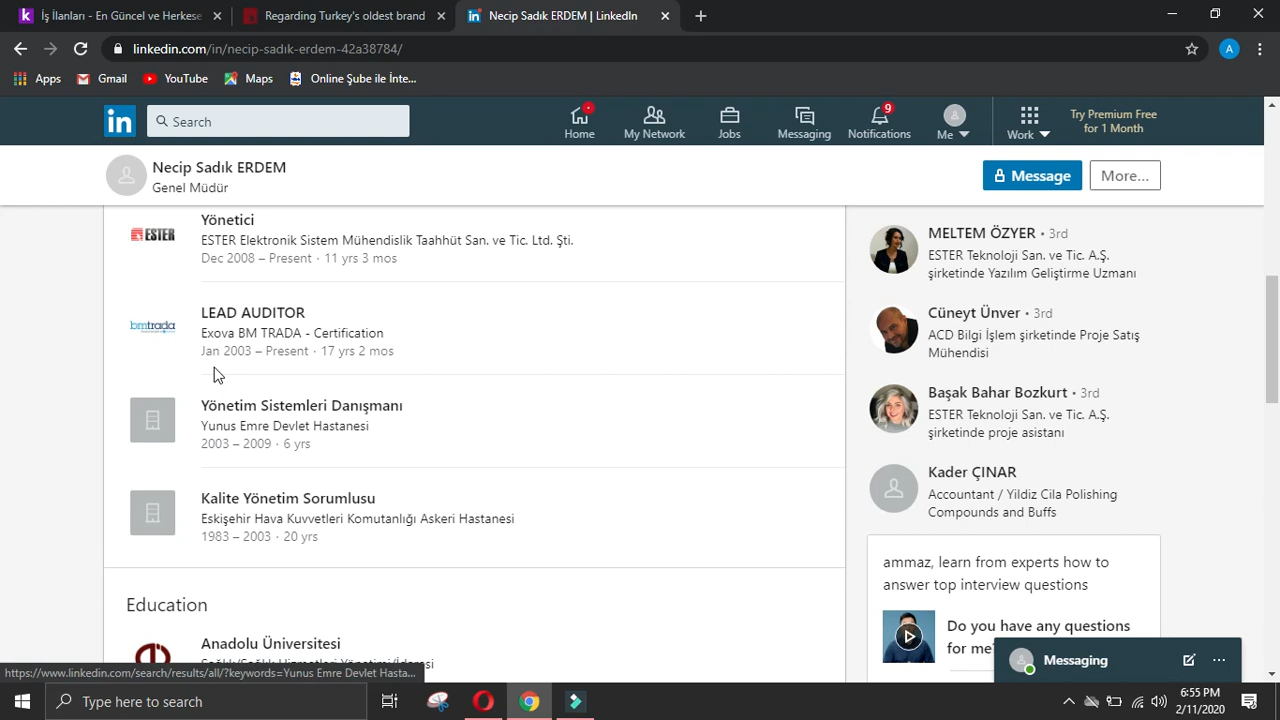 İş İlanları - En Güncel ve Herkese
Regarding Turkey's oldest brand
Necip Sadık ERDEM | LinkedIn
linkedin.com/in/necip-sadık-erdem-42a38784/
A
Apps
Gmail
YouTube
Maps
Online Şube ile İnte...
in
Search
Home
My Network
Jobs
Messaging
9
Notifications
Me
Work
Try Premium Free
for 1 Month
Necip Sadık ERDEM
Genel Müdür
Message
More...
ESTER
Yönetici
ESTER Elektronik Sistem Mühendislik Taahhüt San. ve Tic. Ltd. Şti.
Dec 2008 – Present · 11 yrs 3 mos
bmtrada
LEAD AUDITOR
Exova BM TRADA - Certification
Jan 2003 – Present · 17 yrs 2 mos
Yönetim Sistemleri Danışmanı
Yunus Emre Devlet Hastanesi
2003 – 2009 · 6 yrs
Kalite Yönetim Sorumlusu
Eskişehir Hava Kuvvetleri Komutanlığı Askeri Hastanesi
1983 – 2003 · 20 yrs
Education
Anadolu Üniversitesi
Sağlık/Sağlık Hizmetleri Yönetimi/İdaresi
MELTEM ÖZYER • 3rd
ESTER Teknoloji San. ve Tic. A.Ş.
şirketinde Yazılım Geliştirme Uzmanı
Cüneyt Ünver • 3rd
ACD Bilgi İşlem şirketinde Proje Satış
Mühendisi
Başak Bahar Bozkurt • 3rd
ESTER Teknoloji San. ve Tic. A.Ş.
şirketinde proje asistanı
Kader ÇINAR
Accountant / Yildiz Cila Polishing
Compounds and Buffs
ammaz, learn from experts how to
answer top interview questions
Do you have any questions
for me?
Messaging
https://www.linkedin.com/search/results/all/?keywords=Yunus Emre Devlet Hasta...
Type here to search
6:55 PM
2/11/2020